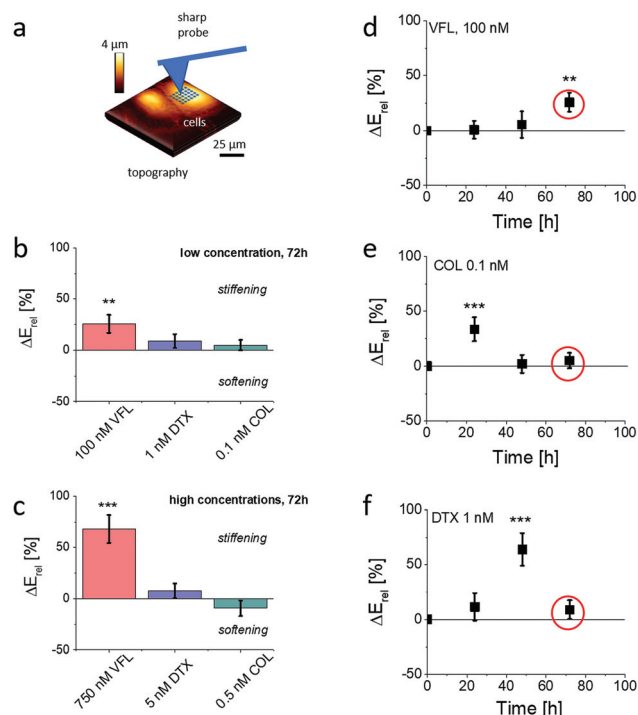 a
sharp
probe
4 µm
cells
25 µm
topography
b
low concentration, 72h
stiffening
softening
ΔE_rel [%]
100
50
0
-50
**
100 nM VFL
1 nM DTX
0.1 nM COL
c
high concentrations, 72h
stiffening
softening
ΔE_rel [%]
100
50
0
-50
***
750 nM VFL
5 nM DTX
0.5 nM COL
d
VFL, 100 nM
**
ΔE_rel [%]
100
50
0
-50
0 20 40 60 80 100
Time [h]
e
COL 0.1 nM
***
ΔE_rel [%]
100
50
0
-50
0 20 40 60 80 100
Time [h]
f
DTX 1 nM
***
ΔE_rel [%]
100
50
0
-50
0 20 40 60 80 100
Time [h]